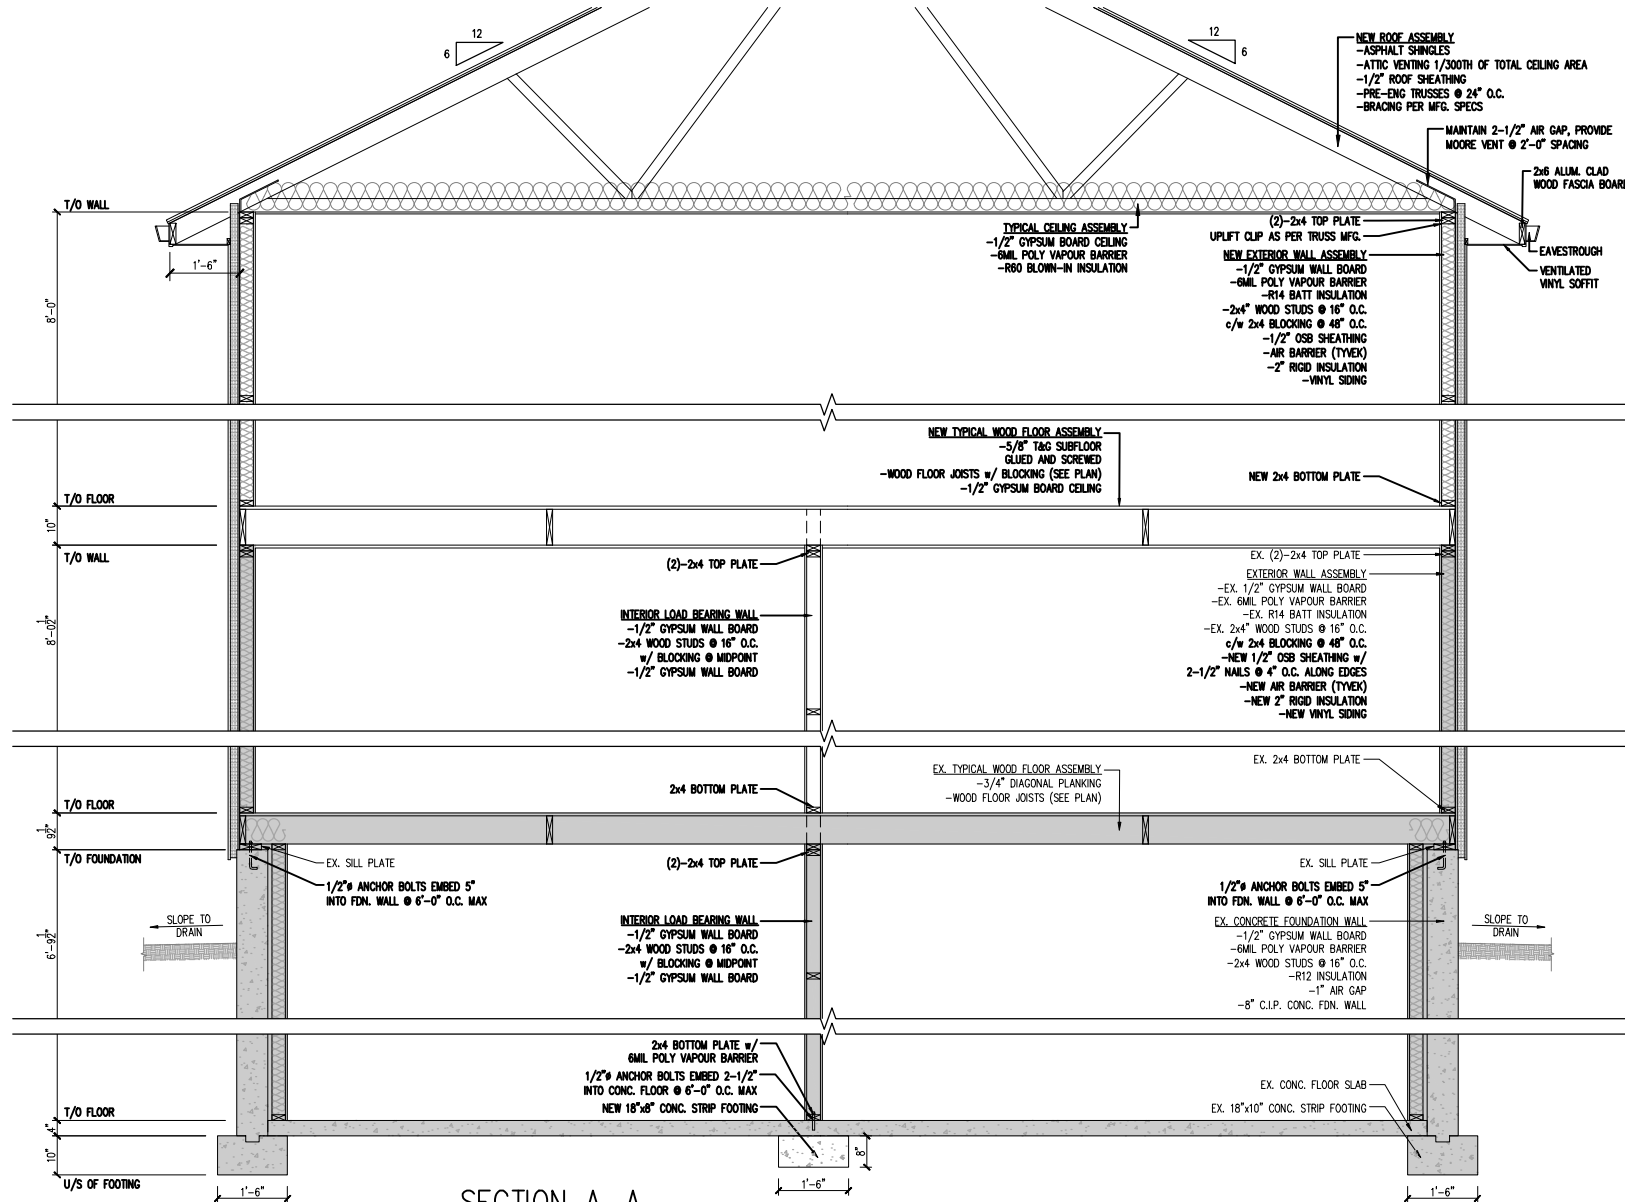 12
6
12
6
NEW ROOF ASSEMBLY
-ASPHALT SHINGLES
-ATTIC VENTING 1/300TH OF TOTAL CEILING AREA
-1/2" ROOF SHEATHING
-PRE-ENG TRUSSES @ 24" O.C.
-BRACING PER MFG. SPECS
MAINTAIN 2-1/2" AIR GAP, PROVIDE
MOORE VENT @ 2'-0" SPACING
2x6 ALUM. CLAD
WOOD FASCIA BOARD
T/O WALL
1'-6"
8'-0"
TYPICAL CEILING ASSEMBLY
-1/2" GYPSUM BOARD CEILING
-6MIL POLY VAPOUR BARRIER
-R60 BLOWN-IN INSULATION
(2)-2x4 TOP PLATE
UPLIFT CLIP AS PER TRUSS MFG.
NEW EXTERIOR WALL ASSEMBLY
-1/2" GYPSUM WALL BOARD
-6MIL POLY VAPOUR BARRIER
-R14 BATT INSULATION
-2x4" WOOD STUDS @ 16" O.C.
c/w 2x4 BLOCKING @ 48" O.C.
-1/2" OSB SHEATHING
-AIR BARRIER (TYVEK)
-2" RIGID INSULATION
-VINYL SIDING
EAVESTROUGH
VENTILATED
VINYL SOFFIT
NEW TYPICAL WOOD FLOOR ASSEMBLY
-5/8" T&G SUBFLOOR
GLUED AND SCREWED
-WOOD FLOOR JOISTS w/ BLOCKING (SEE PLAN)
-1/2" GYPSUM BOARD CEILING
NEW 2x4 BOTTOM PLATE
T/O FLOOR
10"
T/O WALL
(2)-2x4 TOP PLATE
EX. (2)-2x4 TOP PLATE
8'-0 1/2"
INTERIOR LOAD BEARING WALL
-1/2" GYPSUM WALL BOARD
-2x4 WOOD STUDS @ 16" O.C.
w/ BLOCKING @ MIDPOINT
-1/2" GYPSUM WALL BOARD
EXTERIOR WALL ASSEMBLY
-EX. 1/2" GYPSUM WALL BOARD
-EX. 6MIL POLY VAPOUR BARRIER
-EX. R14 BATT INSULATION
-EX. 2x4" WOOD STUDS @ 16" O.C.
c/w 2x4 BLOCKING @ 48" O.C.
-NEW 1/2" OSB SHEATHING w/
2-1/2" NAILS @ 4" O.C. ALONG EDGES
-NEW AIR BARRIER (TYVEK)
-NEW 2" RIGID INSULATION
-NEW VINYL SIDING
EX. TYPICAL WOOD FLOOR ASSEMBLY
-3/4" DIAGONAL PLANKING
-WOOD FLOOR JOISTS (SEE PLAN)
EX. 2x4 BOTTOM PLATE
2x4 BOTTOM PLATE
T/O FLOOR
9 1/2"
T/O FOUNDATION
EX. SILL PLATE
1/2"ø ANCHOR BOLTS EMBED 5"
INTO FDN. WALL @ 6'-0" O.C. MAX
(2)-2x4 TOP PLATE
EX. SILL PLATE
1/2"ø ANCHOR BOLTS EMBED 5"
INTO FDN. WALL @ 6'-0" O.C. MAX
SLOPE TO
DRAIN
6'-9 1/2"
INTERIOR LOAD BEARING WALL
-1/2" GYPSUM WALL BOARD
-2x4 WOOD STUDS @ 16" O.C.
w/ BLOCKING @ MIDPOINT
-1/2" GYPSUM WALL BOARD
EX. CONCRETE FOUNDATION WALL
-1/2" GYPSUM WALL BOARD
-6MIL POLY VAPOUR BARRIER
-2x4 WOOD STUDS @ 16" O.C.
-R12 INSULATION
-1" AIR GAP
-8" C.I.P. CONC. FDN. WALL
SLOPE TO
DRAIN
2x4 BOTTOM PLATE w/
6MIL POLY VAPOUR BARRIER
1/2"ø ANCHOR BOLTS EMBED 2-1/2"
INTO CONC. FLOOR @ 6'-0" O.C. MAX
NEW 18"x8" CONC. STRIP FOOTING
EX. CONC. FLOOR SLAB
EX. 18"x10" CONC. STRIP FOOTING
T/O FLOOR
4"
10"
U/S OF FOOTING
8"
1'-6"
1'-6"
1'-6"
SECTION A-A